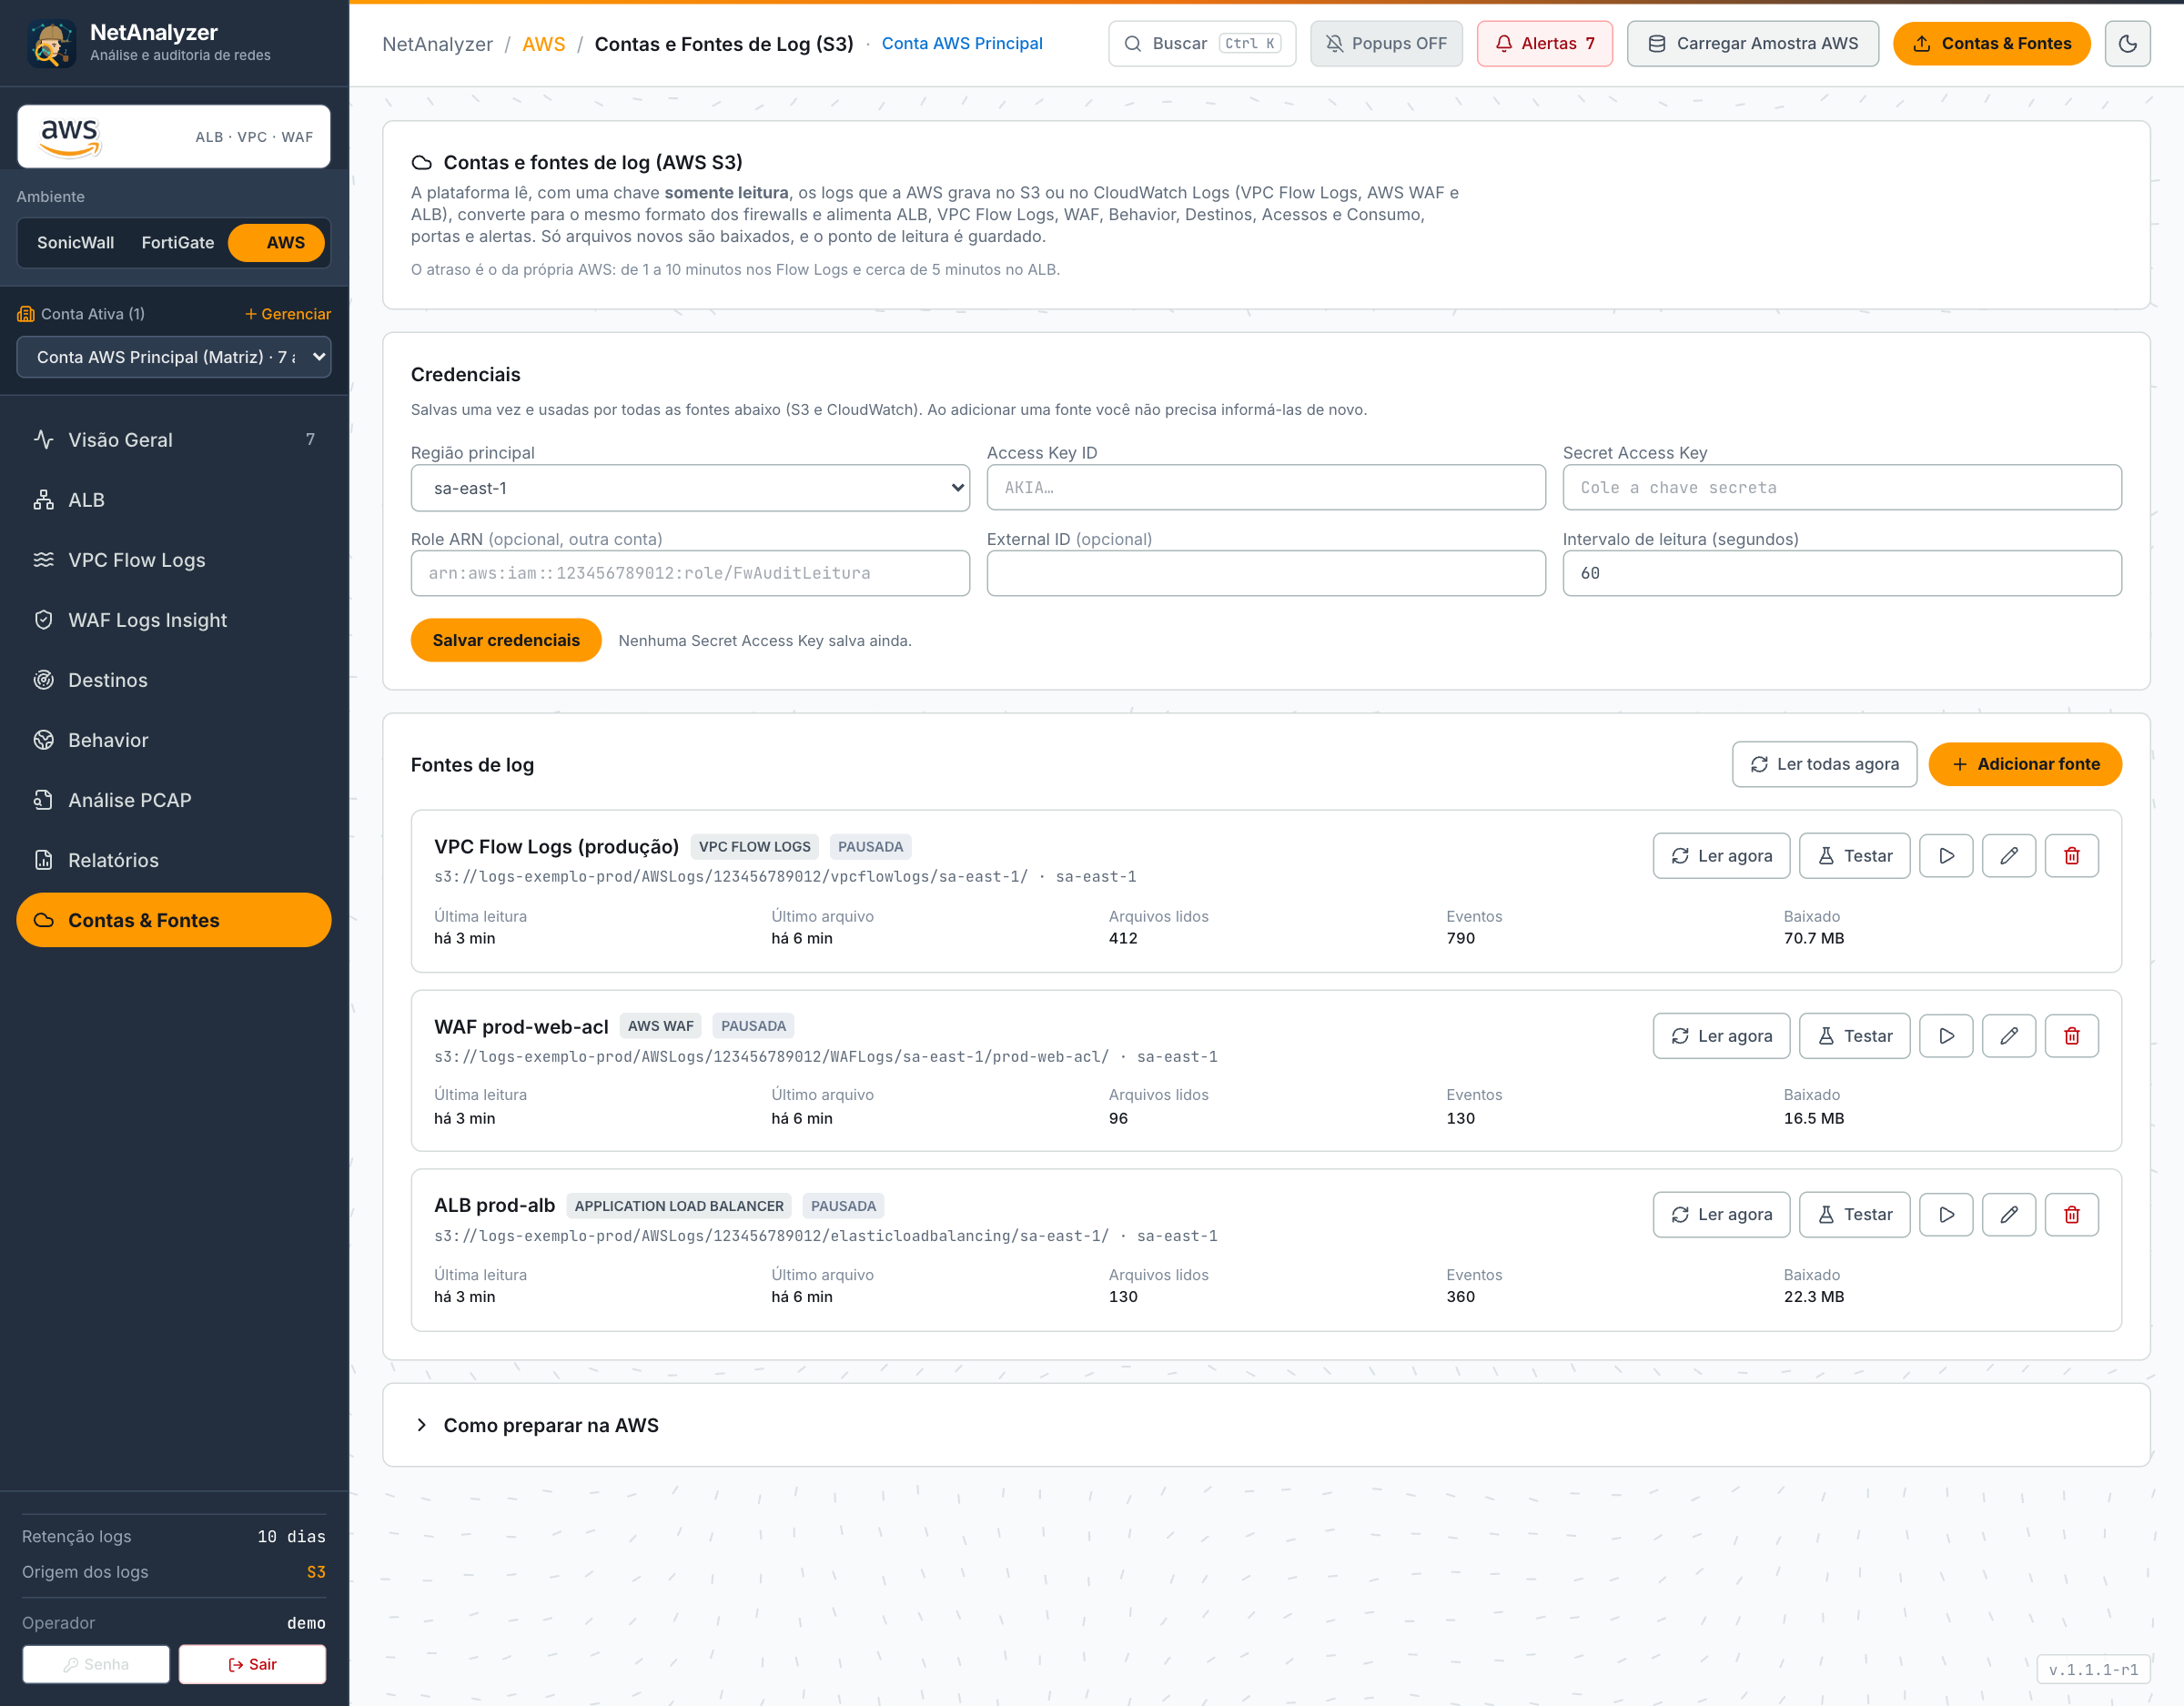 NetAnalyzer
Análise e auditoria de redes
aws
ALB · VPC · WAF
Ambiente
SonicWall FortiGate AWS
Conta Ativa (1) + Gerenciar
Conta AWS Principal (Matriz) · 7
Visão Geral 7
ALB
VPC Flow Logs
WAF Logs Insight
Destinos
Behavior
Análise PCAP
Relatórios
Contas & Fontes
Retenção logs 10 dias
Origem dos logs S3
Operador demo
Senha Sair
NetAnalyzer / AWS / Contas e Fontes de Log (S3) · Conta AWS Principal
Buscar Ctrl K
Popups OFF
Alertas 7
Carregar Amostra AWS
Contas & Fontes
Contas e fontes de log (AWS S3)
A plataforma lê, com uma chave somente leitura, os logs que a AWS grava no S3 ou no CloudWatch Logs (VPC Flow Logs, AWS WAF e
ALB), converte para o mesmo formato dos firewalls e alimenta ALB, VPC Flow Logs, WAF, Behavior, Destinos, Acessos e Consumo,
portas e alertas. Só arquivos novos são baixados, e o ponto de leitura é guardado.
O atraso é o da própria AWS: de 1 a 10 minutos nos Flow Logs e cerca de 5 minutos no ALB.
Credenciais
Salvas uma vez e usadas por todas as fontes abaixo (S3 e CloudWatch). Ao adicionar uma fonte você não precisa informá-las de novo.
Região principal Access Key ID Secret Access Key
sa-east-1 AKIA… Cole a chave secreta
Role ARN (opcional, outra conta) External ID (opcional) Intervalo de leitura (segundos)
arn:aws:iam::123456789012:role/FwAuditLeitura 60
Salvar credenciais Nenhuma Secret Access Key salva ainda.
Fontes de log Ler todas agora + Adicionar fonte
VPC Flow Logs (produção) VPC FLOW LOGS PAUSADA Ler agora Testar
s3://logs-exemplo-prod/AWSLogs/123456789012/vpcflowlogs/sa-east-1/ · sa-east-1
Última leitura Último arquivo Arquivos lidos Eventos Baixado
há 3 min há 6 min 412 790 70.7 MB
WAF prod-web-acl AWS WAF PAUSADA Ler agora Testar
s3://logs-exemplo-prod/AWSLogs/123456789012/WAFLogs/sa-east-1/prod-web-acl/ · sa-east-1
Última leitura Último arquivo Arquivos lidos Eventos Baixado
há 3 min há 6 min 96 130 16.5 MB
ALB prod-alb APPLICATION LOAD BALANCER PAUSADA Ler agora Testar
s3://logs-exemplo-prod/AWSLogs/123456789012/elasticloadbalancing/sa-east-1/ · sa-east-1
Última leitura Último arquivo Arquivos lidos Eventos Baixado
há 3 min há 6 min 130 360 22.3 MB
Como preparar na AWS
v.1.1.1-r1